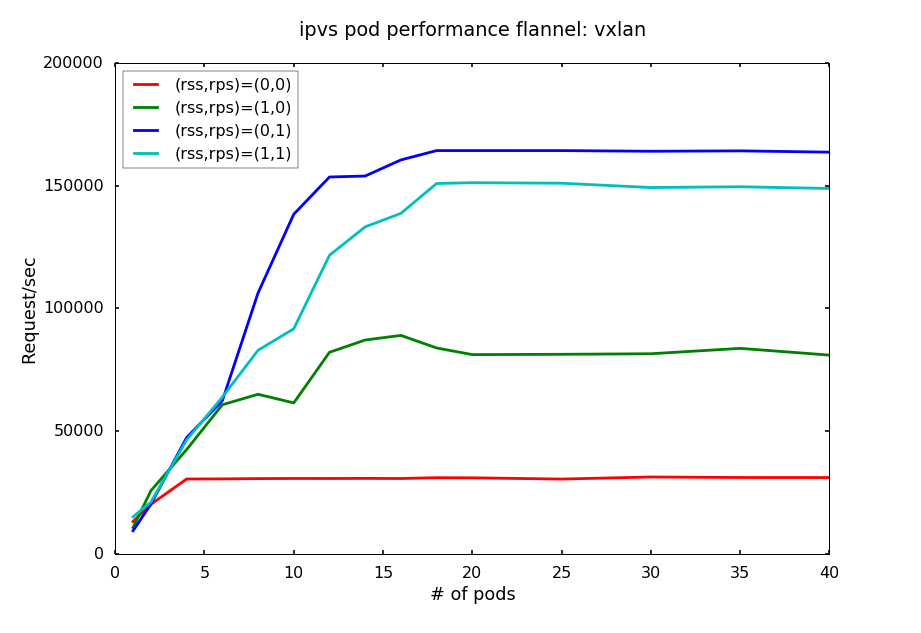 ipvs pod performance flannel: vxlan
200000
150000
100000
50000
0
Request/sec
(rss,rps)=(0,0)
(rss,rps)=(1,0)
(rss,rps)=(0,1)
(rss,rps)=(1,1)
0 5 10 15 20 25 30 35 40
# of pods